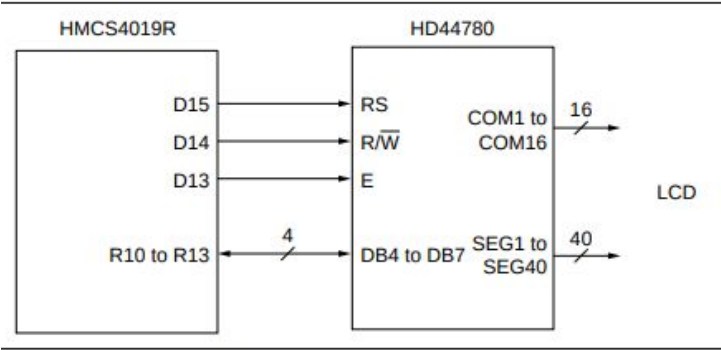 HMCS4019R
HD44780
D15
RS
D14
R/W̅
D13
E
R10 to R13
4
DB4 to DB7
COM1 to
COM16
16
SEG1 to
SEG40
40
LCD